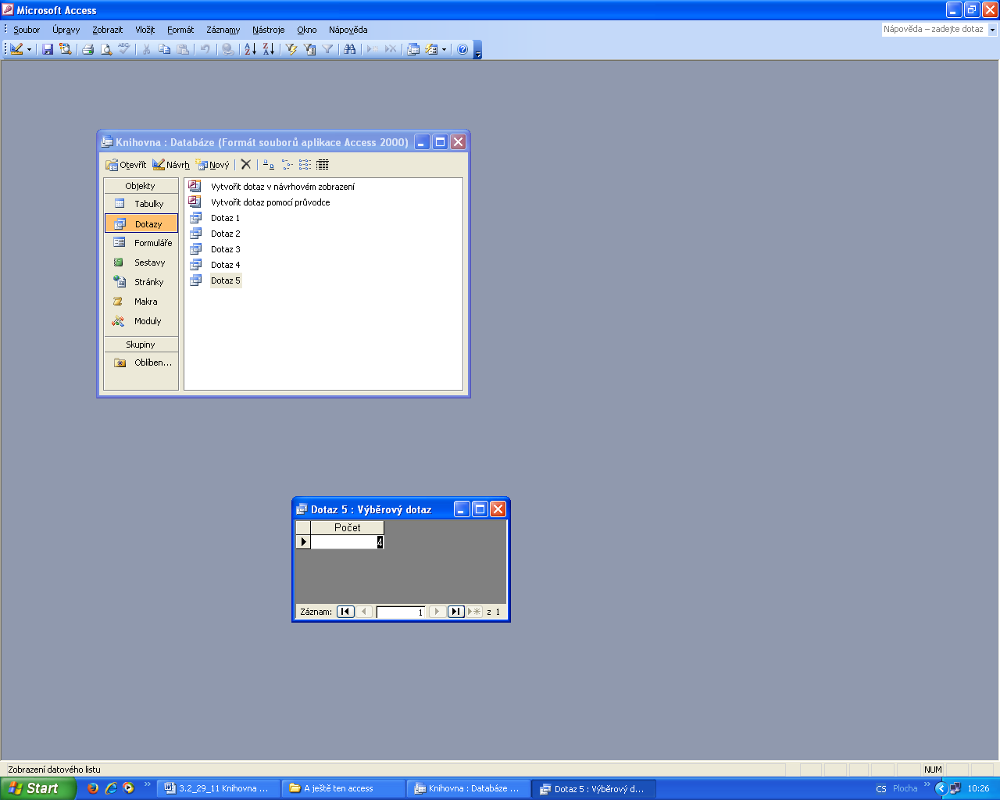 Microsoft Access
Soubor Úpravy Zobrazit Vložit Formát Záznamy Nástroje Okno Nápověda Nápověda – zadejte dotaz
Knihovna : Databáze (Formát souborů aplikace Access 2000)
Otevřít Návrh Nový
Objekty
Tabulky
Dotazy
Formuláře
Sestavy
Stránky
Makra
Moduly
Skupiny
Oblíben...
Vytvořit dotaz v návrhovém zobrazení
Vytvořit dotaz pomocí průvodce
Dotaz 1
Dotaz 2
Dotaz 3
Dotaz 4
Dotaz 5
Dotaz 5 : Výběrový dotaz
Počet
4
Záznam: 1 z 1
Zobrazení datového listu NUM
Start 3.2_29_11 Knihovna ... A ještě ten access Knihovna : Databáze ... Dotaz 5 : Výběrový d... CS Plocha 10:26